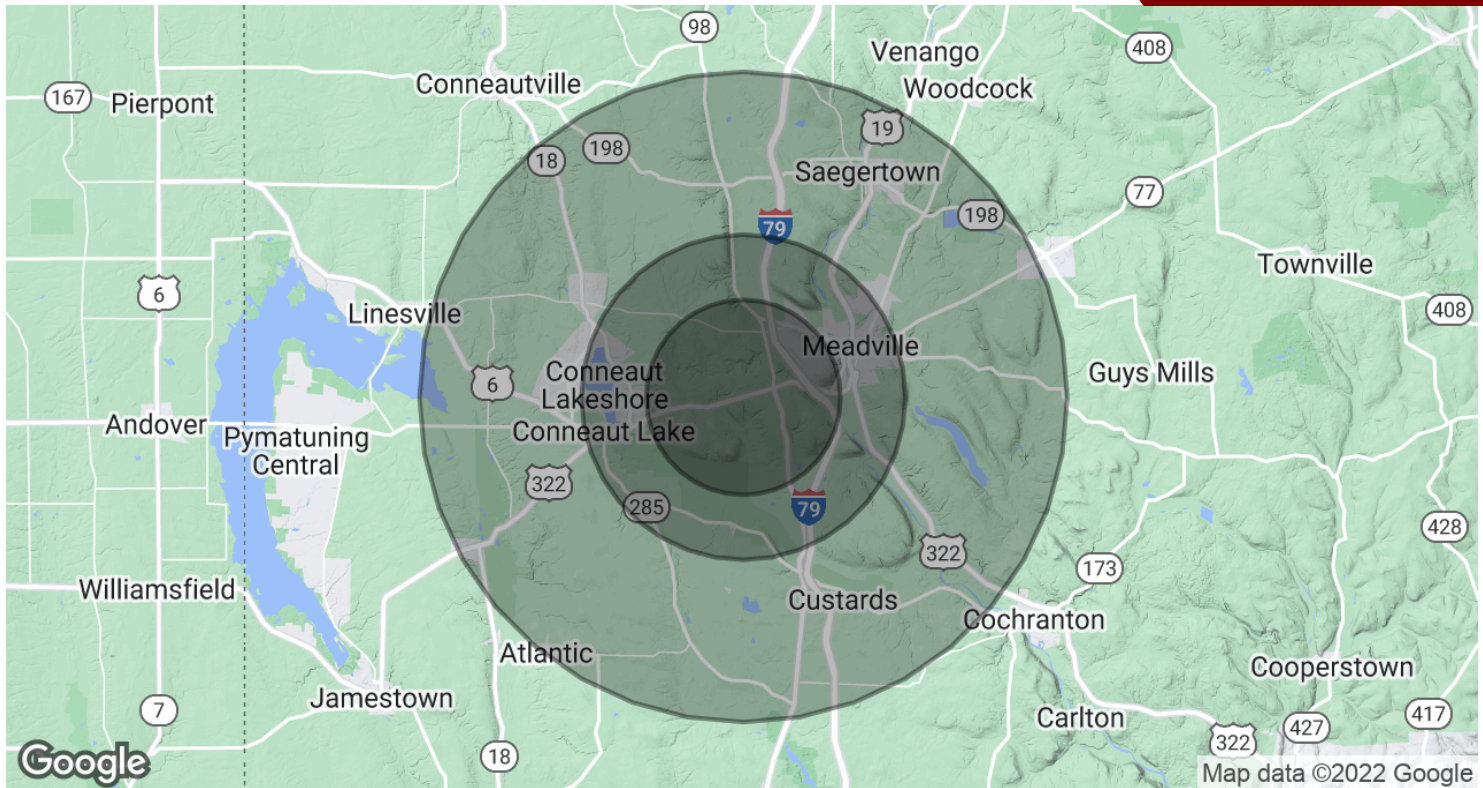 98
408
Venango
Woodcock
Conneautville
167
Pierpont
19
18
198
Saegertown
77
198
79
Townville
6
408
Linesville
Meadville
6
Conneaut
Lakeshore
Guys Mills
Andover
Conneaut Lake
Pymatuning
Central
322
285
79
428
322
173
Williamsfield
Custards
Cochranton
Atlantic
Cooperstown
Jamestown
7
Carlton
417
427
322
18
Google
Map data ©2022 Google